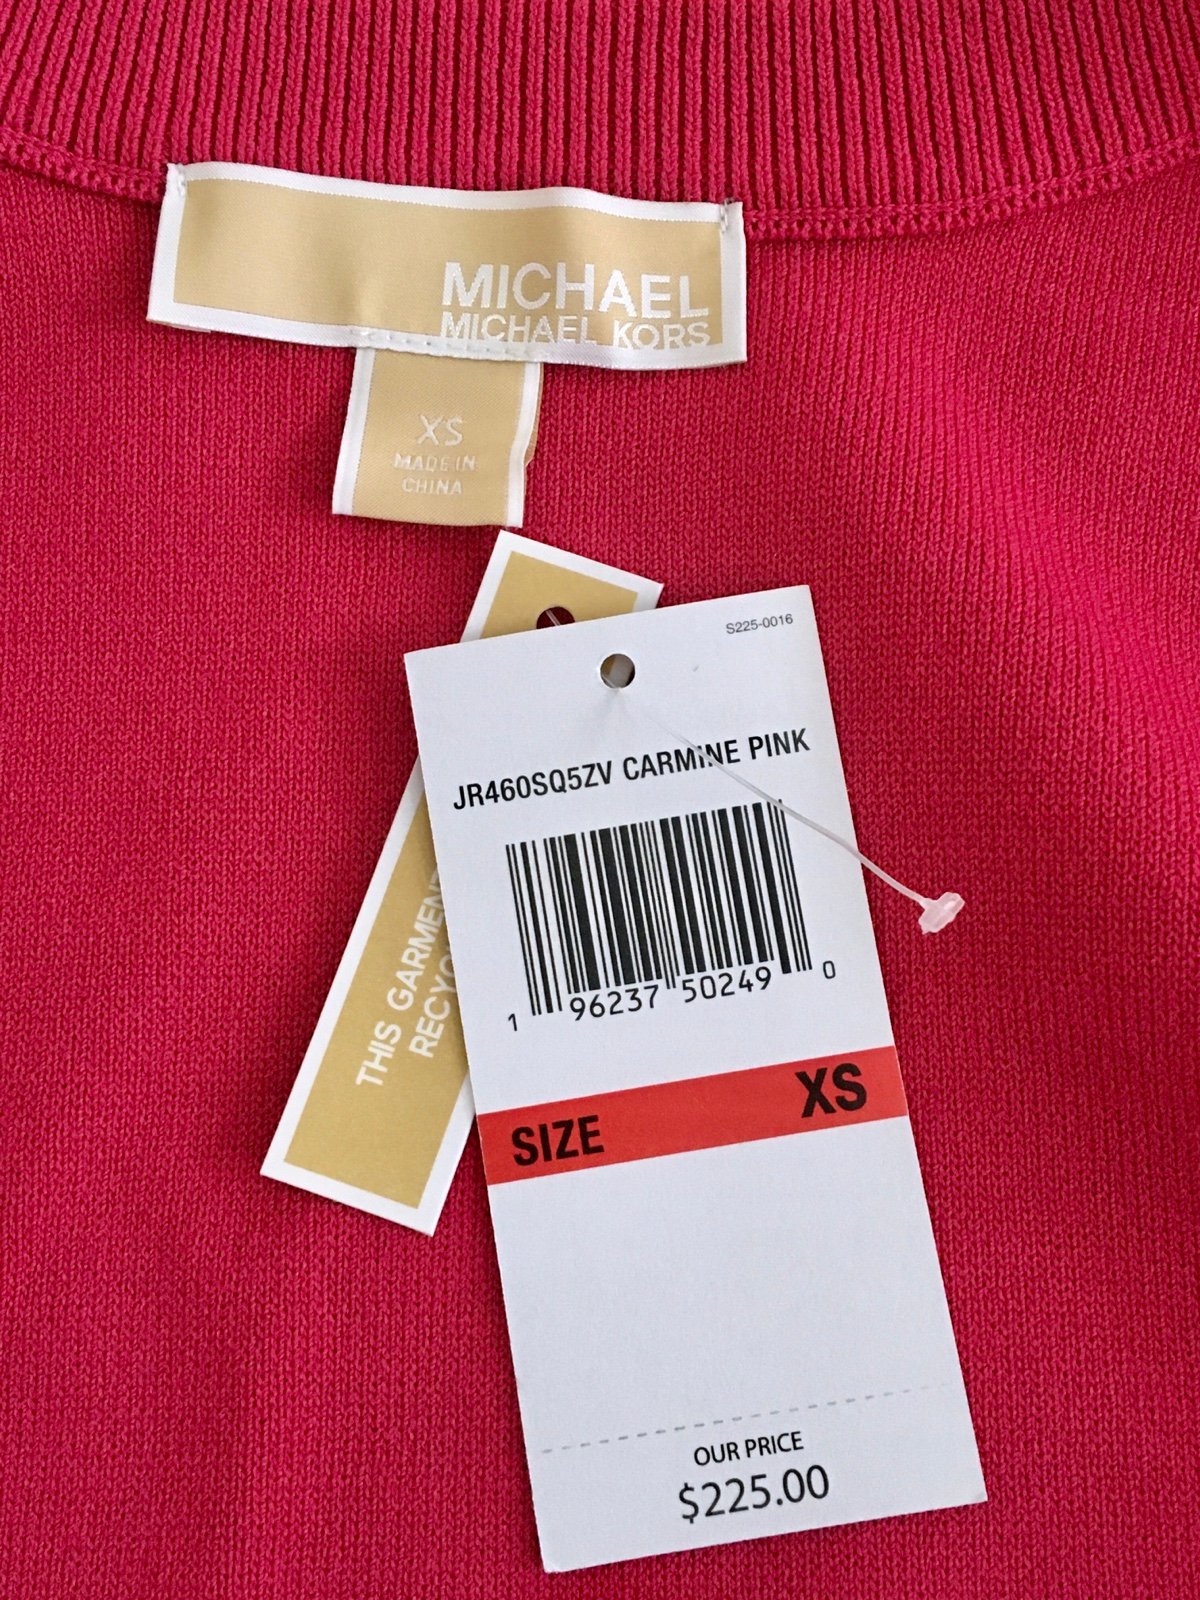 MICHAEL
MICHAEL KORS
XS
MADE IN
CHINA
S225-0016
JR460SQ5ZV CARMINE PINK
1 96237 50249 0
SIZE XS
OUR PRICE
$225.00
THIS GARMEN
RECYC